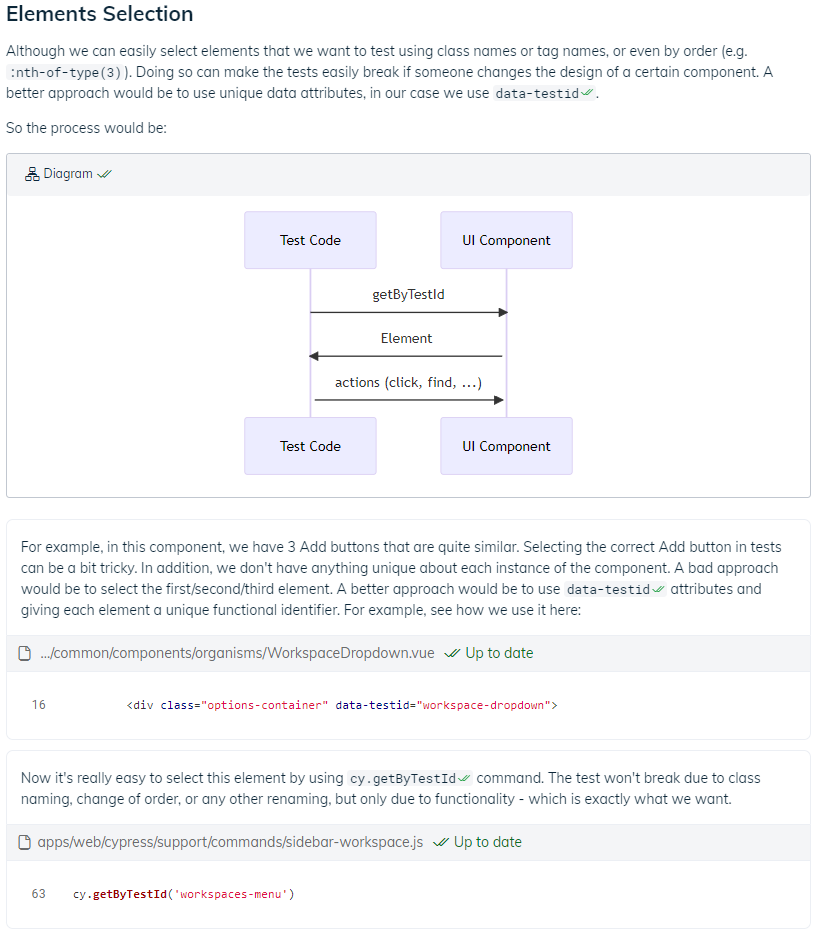 Elements Selection
Although we can easily select elements that we want to test using class names or tag names, or even by order (e.g.
:nth-of-type(3)). Doing so can make the tests easily break if someone changes the design of a certain component. A
better approach would be to use unique data attributes, in our case we use data-testid.
So the process would be:
Diagram
Test Code
UI Component
getByTestId
Element
actions (click, find, ...)
Test Code
UI Component
For example, in this component, we have 3 Add buttons that are quite similar. Selecting the correct Add button in tests
can be a bit tricky. In addition, we don't have anything unique about each instance of the component. A bad approach
would be to select the first/second/third element. A better approach would be to use data-testid attributes and
giving each element a unique functional identifier. For example, see how we use it here:
.../common/components/organisms/WorkspaceDropdown.vue Up to date
16 <div class="options-container" data-testid="workspace-dropdown">
Now it's really easy to select this element by using cy.getByTestId command. The test won't break due to class
naming, change of order, or any other renaming, but only due to functionality - which is exactly what we want.
apps/web/cypress/support/commands/sidebar-workspace.js Up to date
63 cy.getByTestId('workspaces-menu')